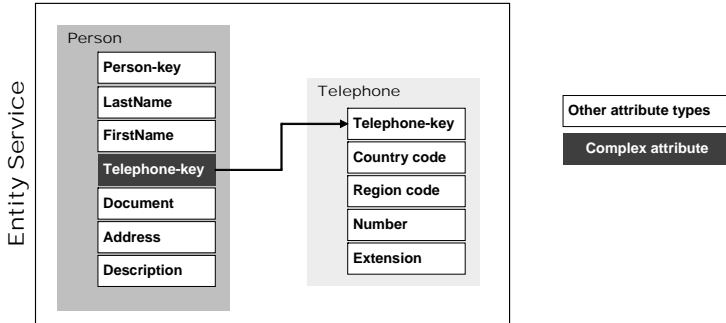 Entity Service
Person
Person-key
LastName
FirstName
Telephone-key
Document
Address
Description
Telephone
Telephone-key
Country code
Region code
Number
Extension
Other attribute types
Complex attribute